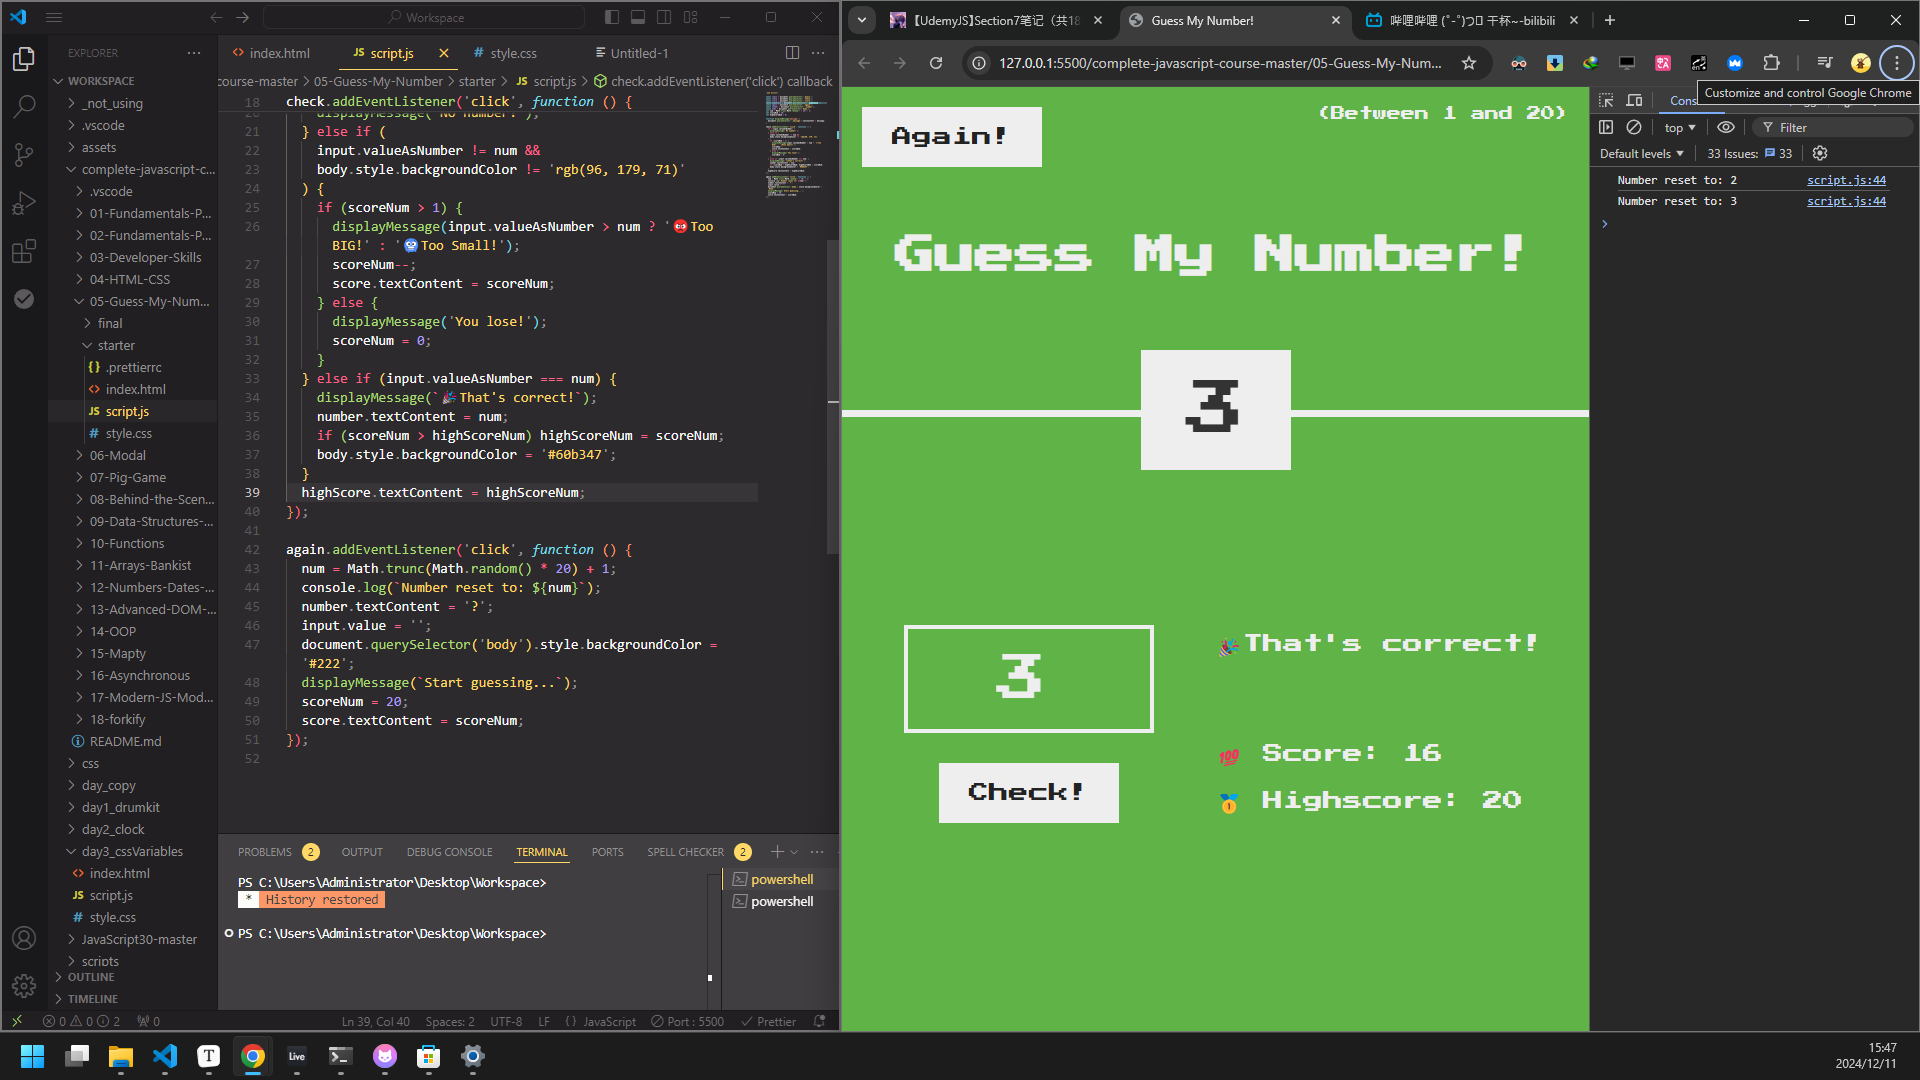 Workspace
EXPLORER
WORKSPACE
_not_using
.vscode
assets
complete-javascript-c...
.vscode
01-Fundamentals-P...
02-Fundamentals-P...
03-Developer-Skills
04-HTML-CSS
05-Guess-My-Num...
final
starter
.prettierrc
index.html
script.js
style.css
06-Modal
07-Pig-Game
08-Behind-the-Scen...
09-Data-Structures-...
10-Functions
11-Arrays-Bankist
12-Numbers-Dates-...
13-Advanced-DOM-...
14-OOP
15-Mapty
16-Asynchronous
17-Modern-JS-Mod...
18-forkify
README.md
css
day_copy
day1_drumkit
day2_clock
day3_cssVariables
index.html
script.js
style.css
JavaScript30-master
scripts
OUTLINE
TIMELINE
index.html
script.js
style.css
Untitled-1
course-master > 05-Guess-My-Number > starter > JS script.js > check.addEventListener('click') callback
18 check.addEventListener('click', function () {
20 displayMessage('No number!');
21 } else if (
22 input.valueAsNumber != num &&
23 body.style.backgroundColor != 'rgb(96, 179, 71)'
24 ) {
25 if (scoreNum > 1) {
26 displayMessage(input.valueAsNumber > num ? '😡Too
BIG!' : '🥶Too Small!');
27 scoreNum--;
28 score.textContent = scoreNum;
29 } else {
30 displayMessage('You lose!');
31 scoreNum = 0;
32 }
33 } else if (input.valueAsNumber === num) {
34 displayMessage(`🎉That's correct!`);
35 number.textContent = num;
36 if (scoreNum > highScoreNum) highScoreNum = scoreNum;
37 body.style.backgroundColor = '#60b347';
38 }
39 highScore.textContent = highScoreNum;
40 });
41
42 again.addEventListener('click', function () {
43 num = Math.trunc(Math.random() * 20) + 1;
44 console.log(`Number reset to: ${num}`);
45 number.textContent = '?';
46 input.value = '';
47 document.querySelector('body').style.backgroundColor =
'#222';
48 displayMessage(`Start guessing...`);
49 scoreNum = 20;
50 score.textContent = scoreNum;
51 });
52
PROBLEMS 2 OUTPUT DEBUG CONSOLE TERMINAL PORTS SPELL CHECKER 2
PS C:\Users\Administrator\Desktop\Workspace>
* History restored
PS C:\Users\Administrator\Desktop\Workspace>
powershell
powershell
0 0 2 0 Ln 39, Col 40 Spaces: 2 UTF-8 LF {} JavaScript Port : 5500 Prettier
【UdemyJS】Section7笔记（共18
Guess My Number!
哔哩哔哩 (゜-゜)つロ 干杯~-bilibili
127.0.0.1:5500/complete-javascript-course-master/05-Guess-My-Num...
Customize and control Google Chrome
Again!
(Between 1 and 20)
Guess My Number!
3
3
🎉That's correct!
Check!
💯 Score: 16
🥇 Highscore: 20
Cons
top
Filter
Default levels 33 Issues: 33
Number reset to: 2 script.js:44
Number reset to: 3 script.js:44
T
Live
15:47
2024/12/11